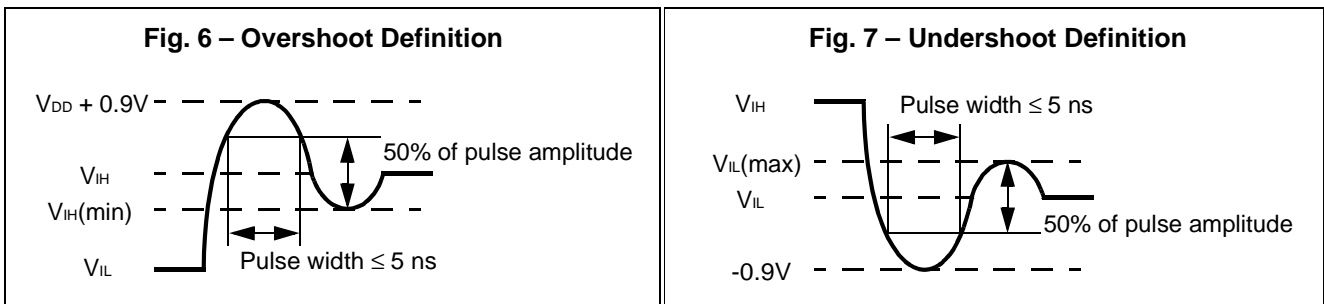 Fig. 6 – Overshoot Definition
VDD + 0.9V
50% of pulse amplitude
VIH
VIH(min)
Pulse width ≤ 5 ns
VIL
Fig. 7 – Undershoot Definition
VIH
Pulse width ≤ 5 ns
VIL(max)
VIL
50% of pulse amplitude
-0.9V